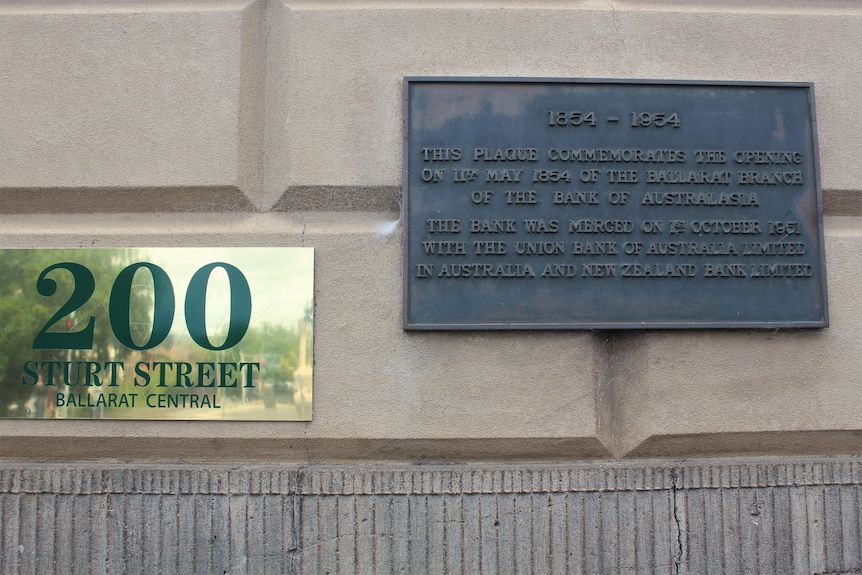 200
STURT STREET
BALLARAT CENTRAL
1854 - 1954
THIS PLAQUE COMMEMORATES THE OPENING
ON 11TH MAY 1854 OF THE BALLARAT BRANCH
OF THE BANK OF AUSTRALASIA
THE BANK WAS MERGED ON 1ST OCTOBER 1951
WITH THE UNION BANK OF AUSTRALIA LIMITED
IN AUSTRALIA AND NEW ZEALAND BANK LIMITED